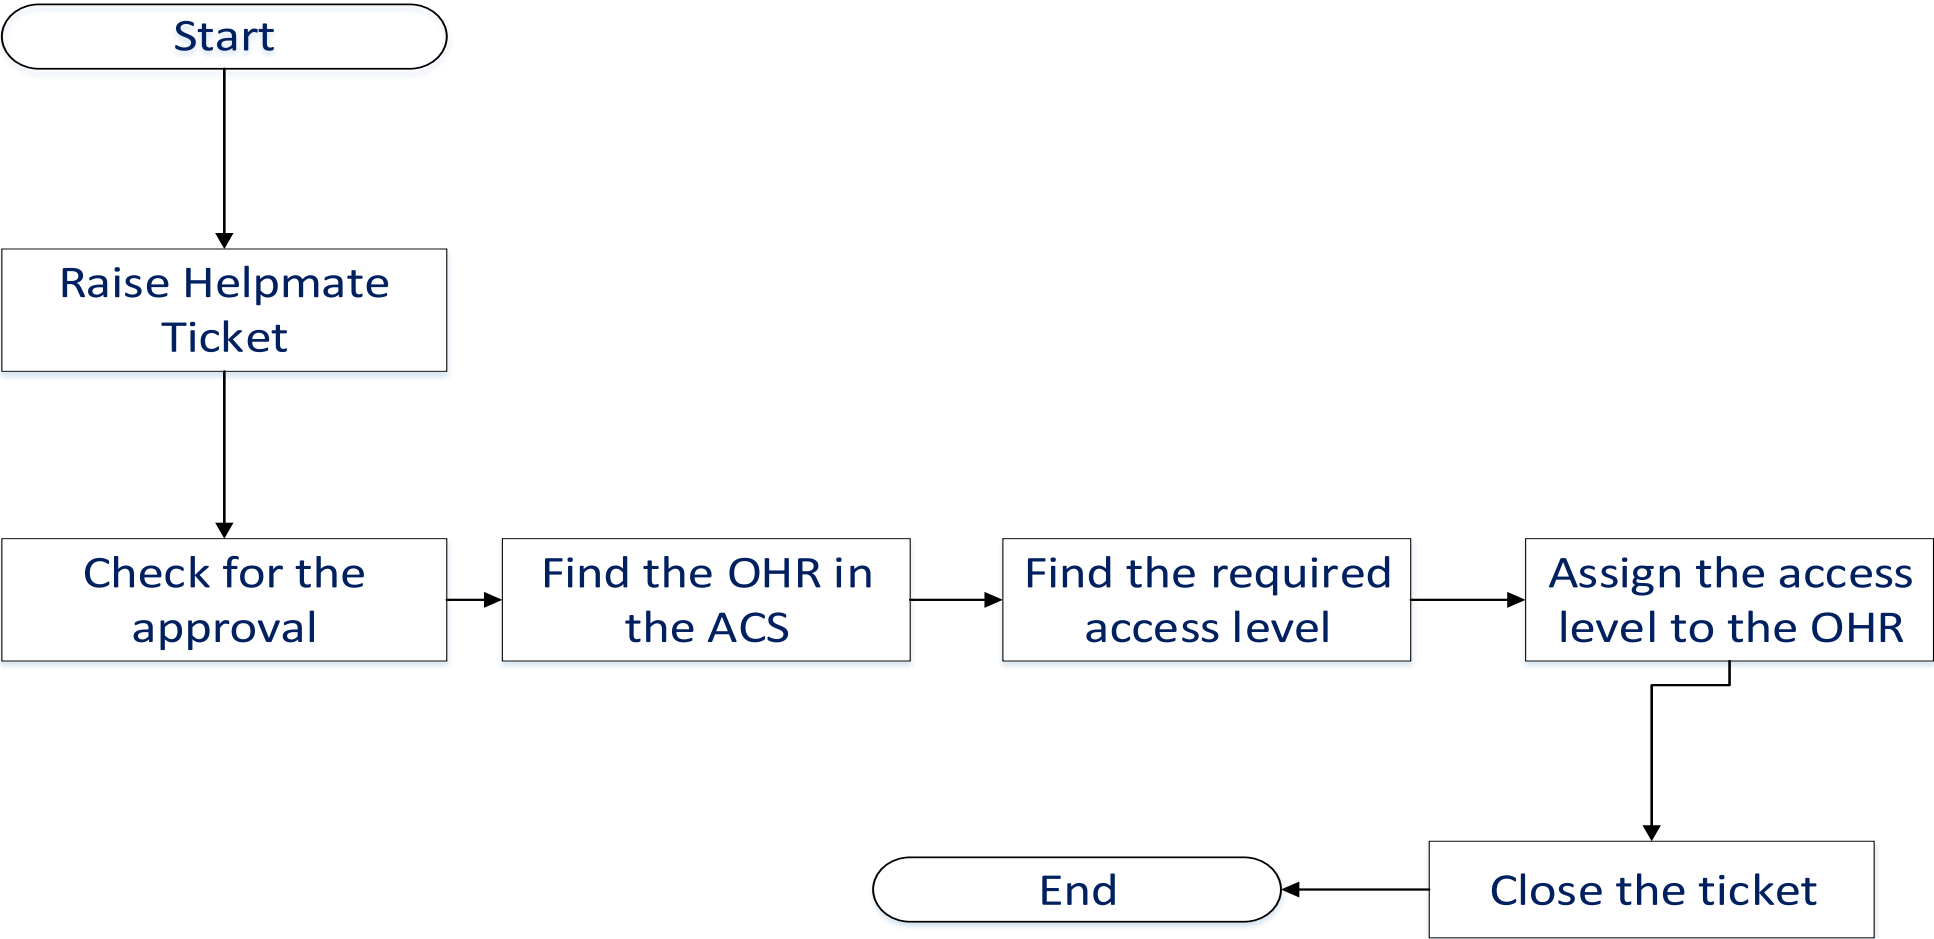 Start
Raise Helpmate
Ticket
Check for the
approval
Find the OHR in
the ACS
Find the required
access level
Assign the access
level to the OHR
Close the ticket
End